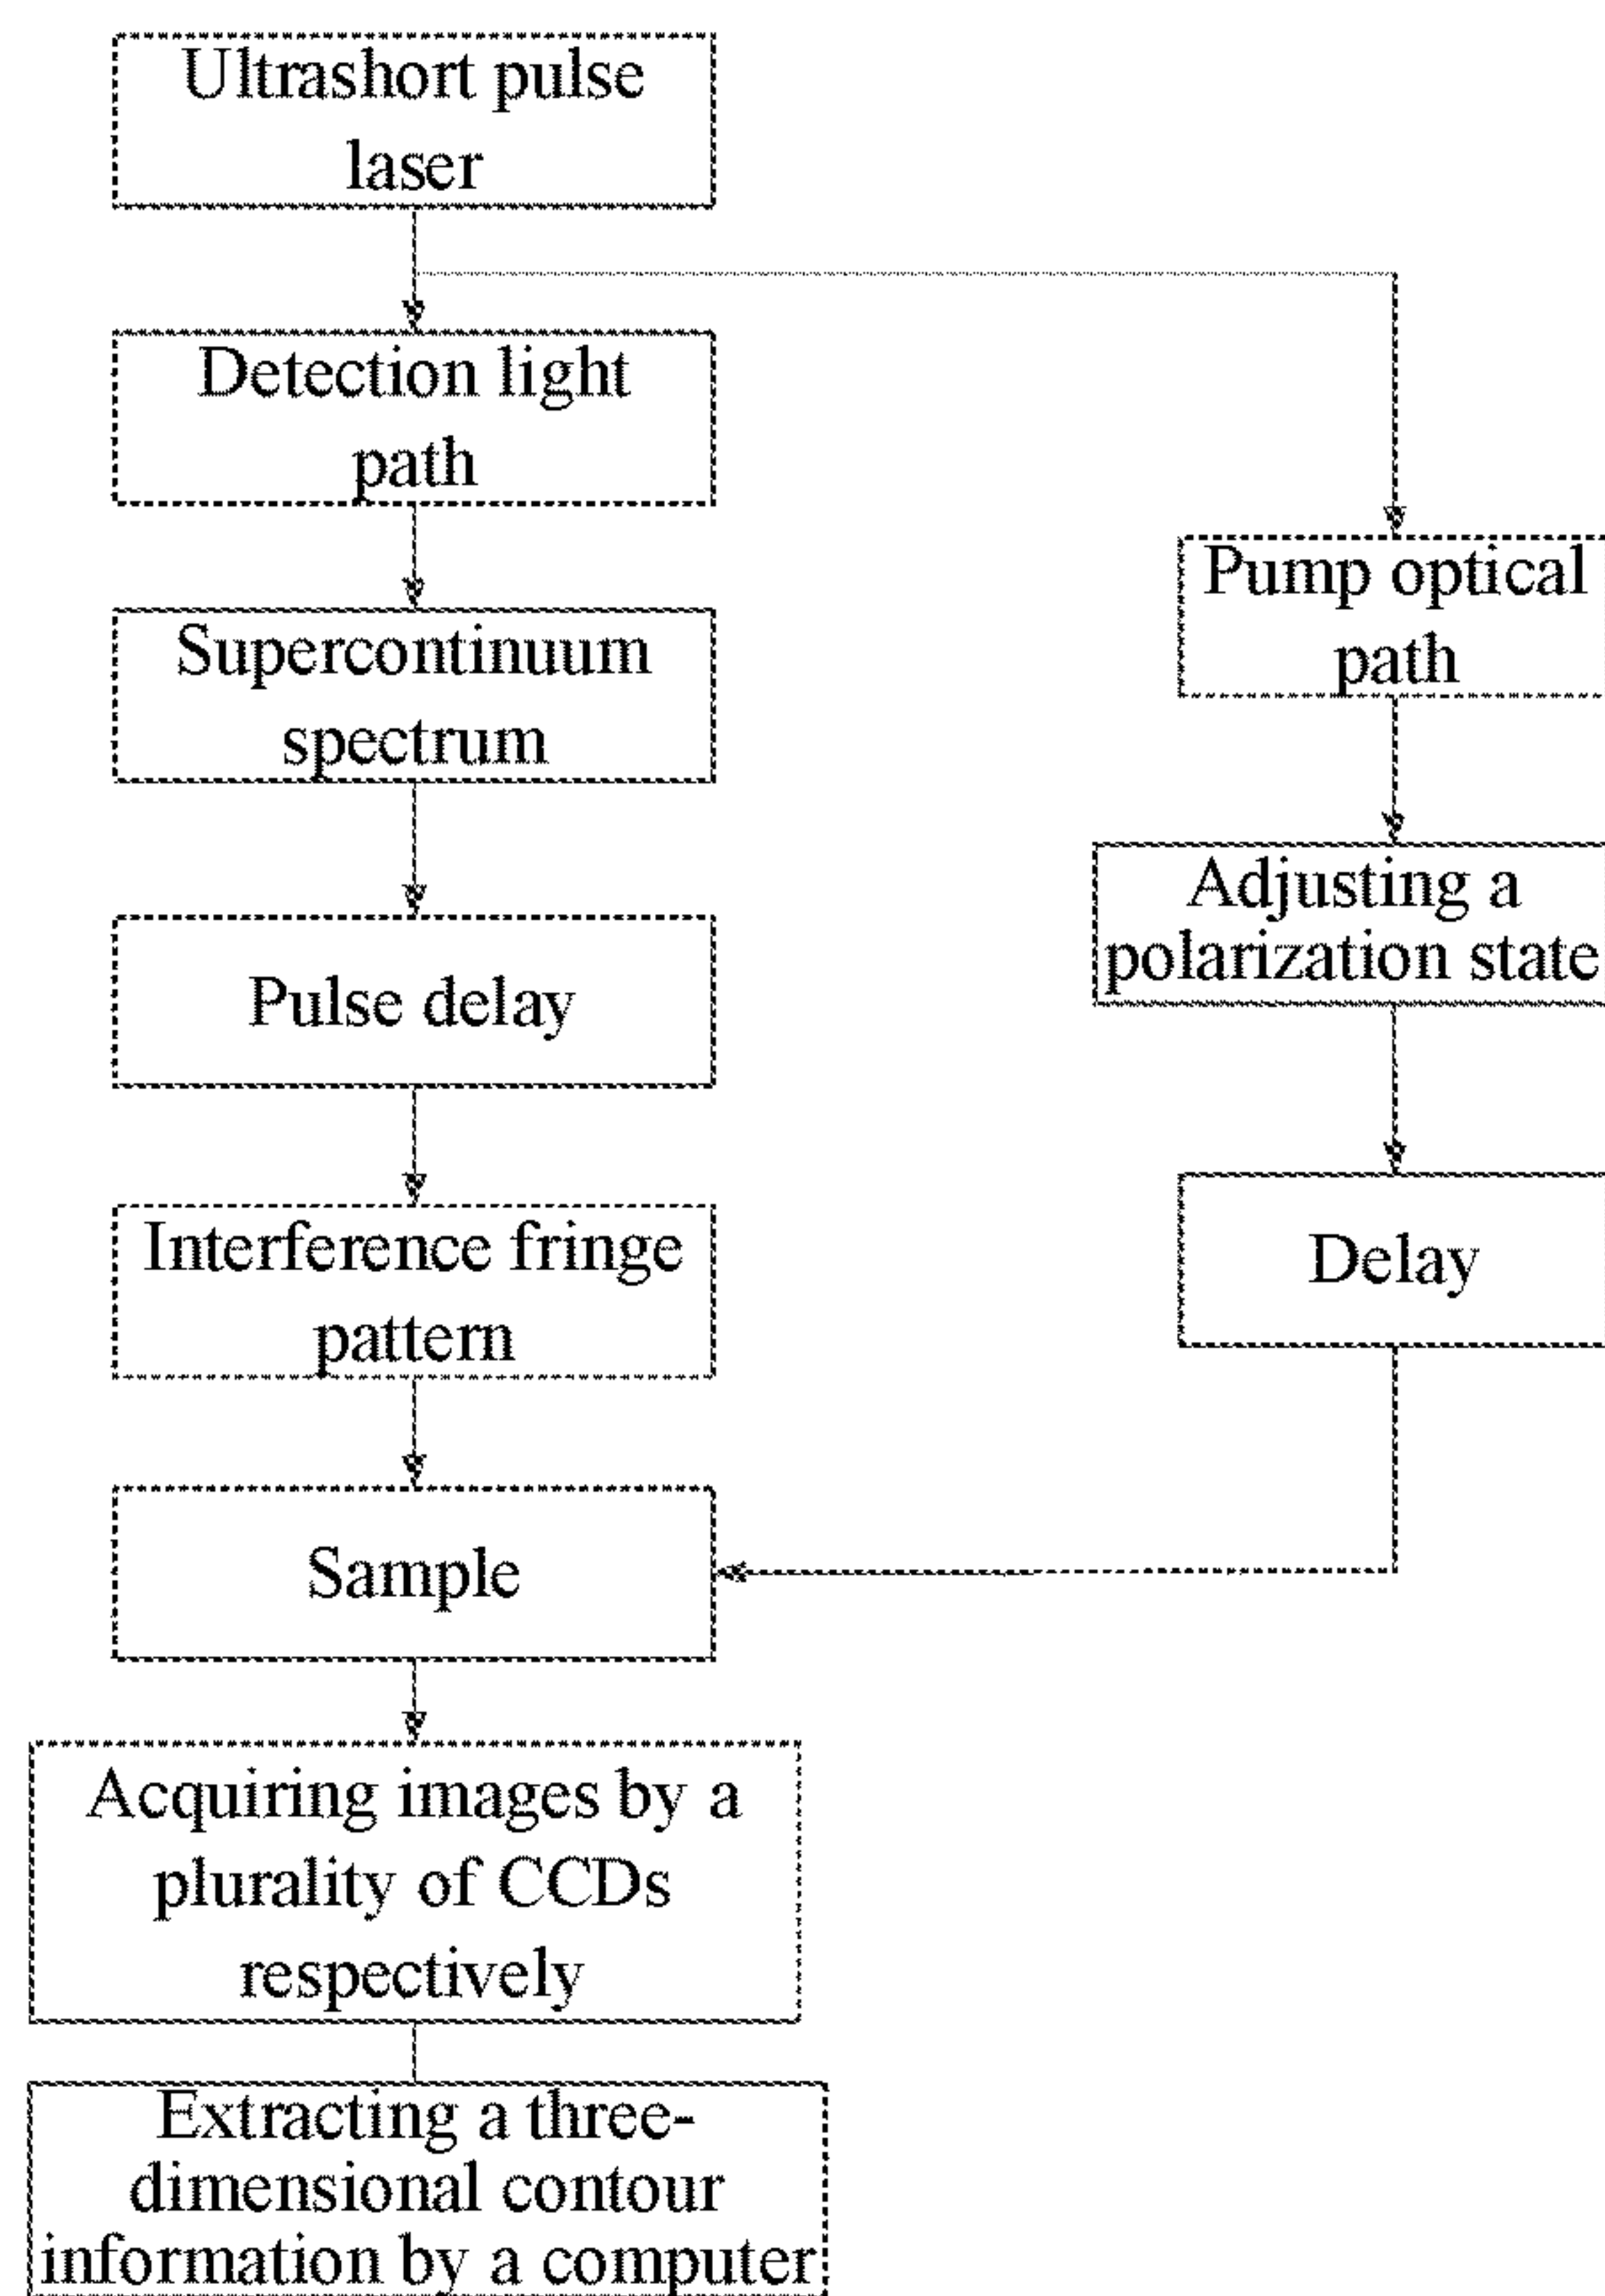 Ultrashort pulse
laser
Detection light
path
Supercontinuum
spectrum
Pulse delay
Interference fringe
pattern
Sample
Acquiring images by a
plurality of CCDs
respectively
Extracting a three-
dimensional contour
information by a computer
Pump optical
path
Adjusting a
polarization state
Delay